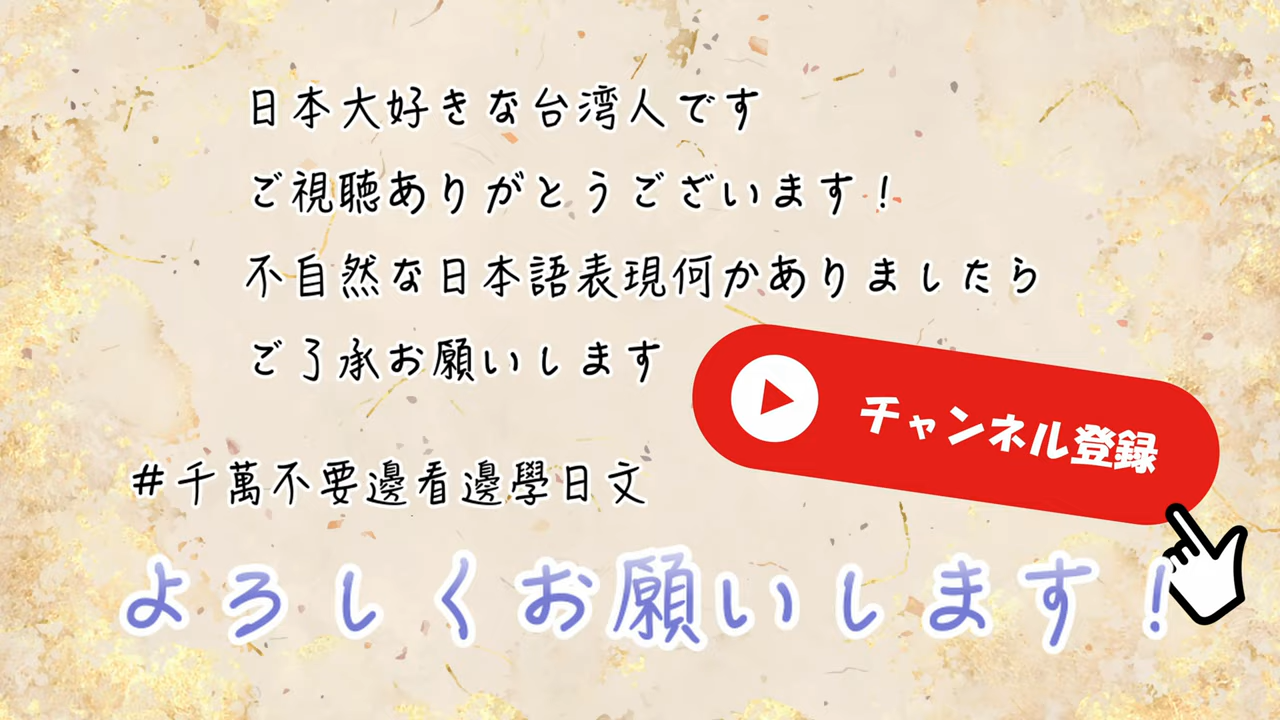 日本大好きな台湾人です
ご視聴ありがとうございます！
不自然な日本語表現何かありましたら
ご了承お願いします
チャンネル登録
#千萬不要邊看邊學日文
よろしくお願いします！